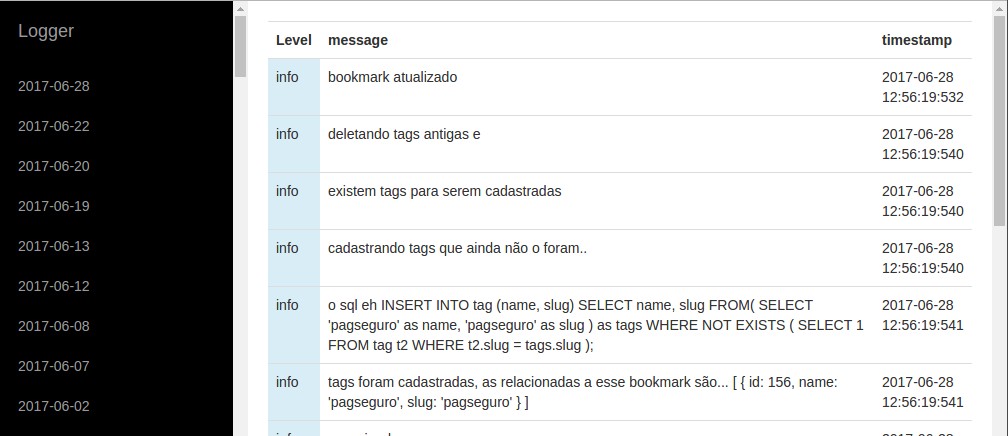 Logger
2017-06-28
2017-06-22
2017-06-20
2017-06-19
2017-06-13
2017-06-12
2017-06-08
2017-06-07
2017-06-02
Level message timestamp
info bookmark atualizado 2017-06-28
12:56:19:532
info deletando tags antigas e 2017-06-28
12:56:19:540
info existem tags para serem cadastradas 2017-06-28
12:56:19:540
info cadastrando tags que ainda não o foram.. 2017-06-28
12:56:19:540
info o sql eh INSERT INTO tag (name, slug) SELECT name, slug FROM( SELECT 2017-06-28
'pagseguro' as name, 'pagseguro' as slug ) as tags WHERE NOT EXISTS ( SELECT 1 12:56:19:541
FROM tag t2 WHERE t2.slug = tags.slug );
info tags foram cadastradas, as relacionadas a esse bookmark são... [ { id: 156, name: 2017-06-28
'pagseguro', slug: 'pagseguro' } ] 12:56:19:541